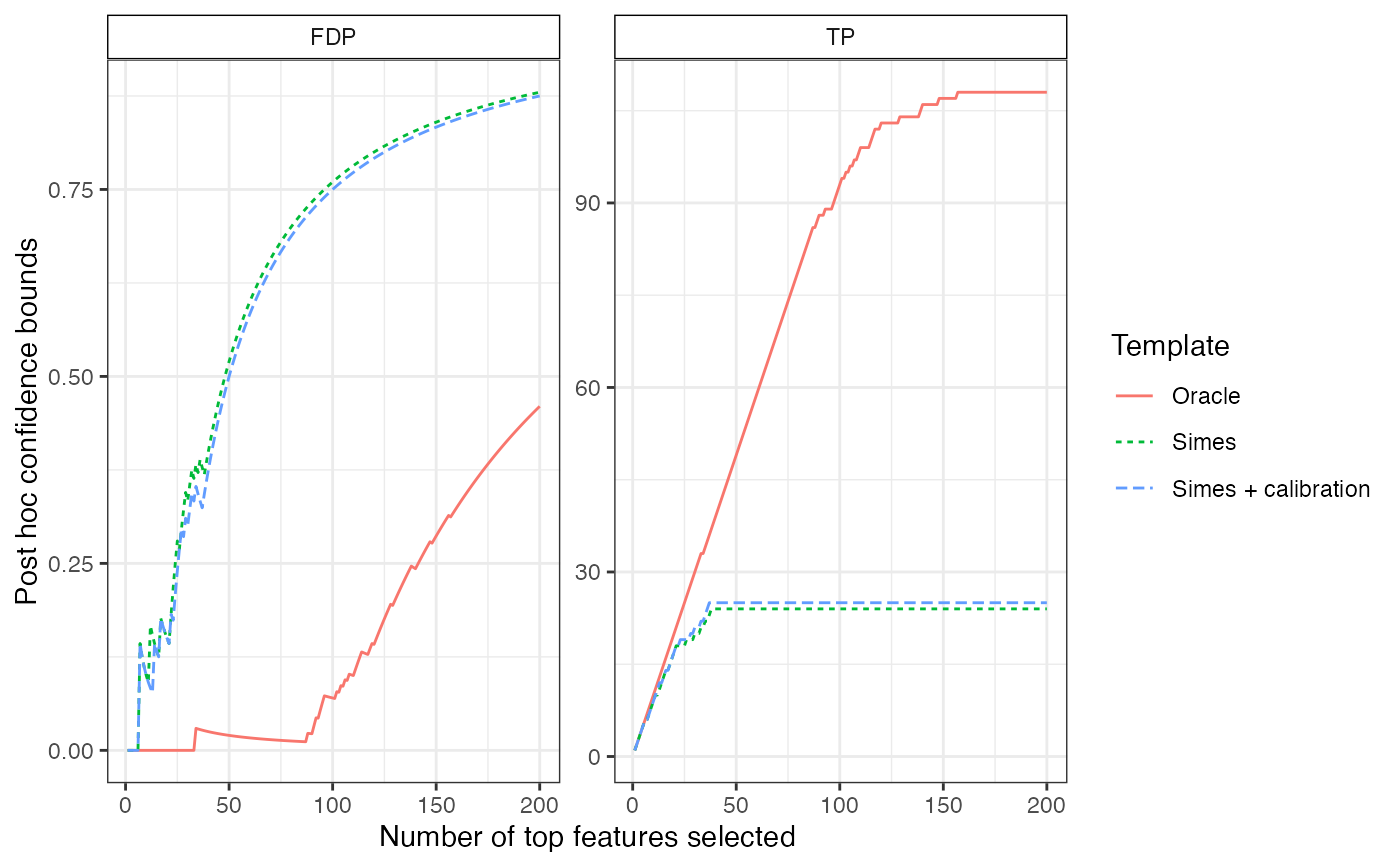 FDP
TP
Post hoc confidence bounds
0.75
0.50
0.25
0.00
90
60
30
0
0 50 100 150 200
0 50 100 150 200
Number of top features selected
Template
Oracle
Simes
Simes + calibration